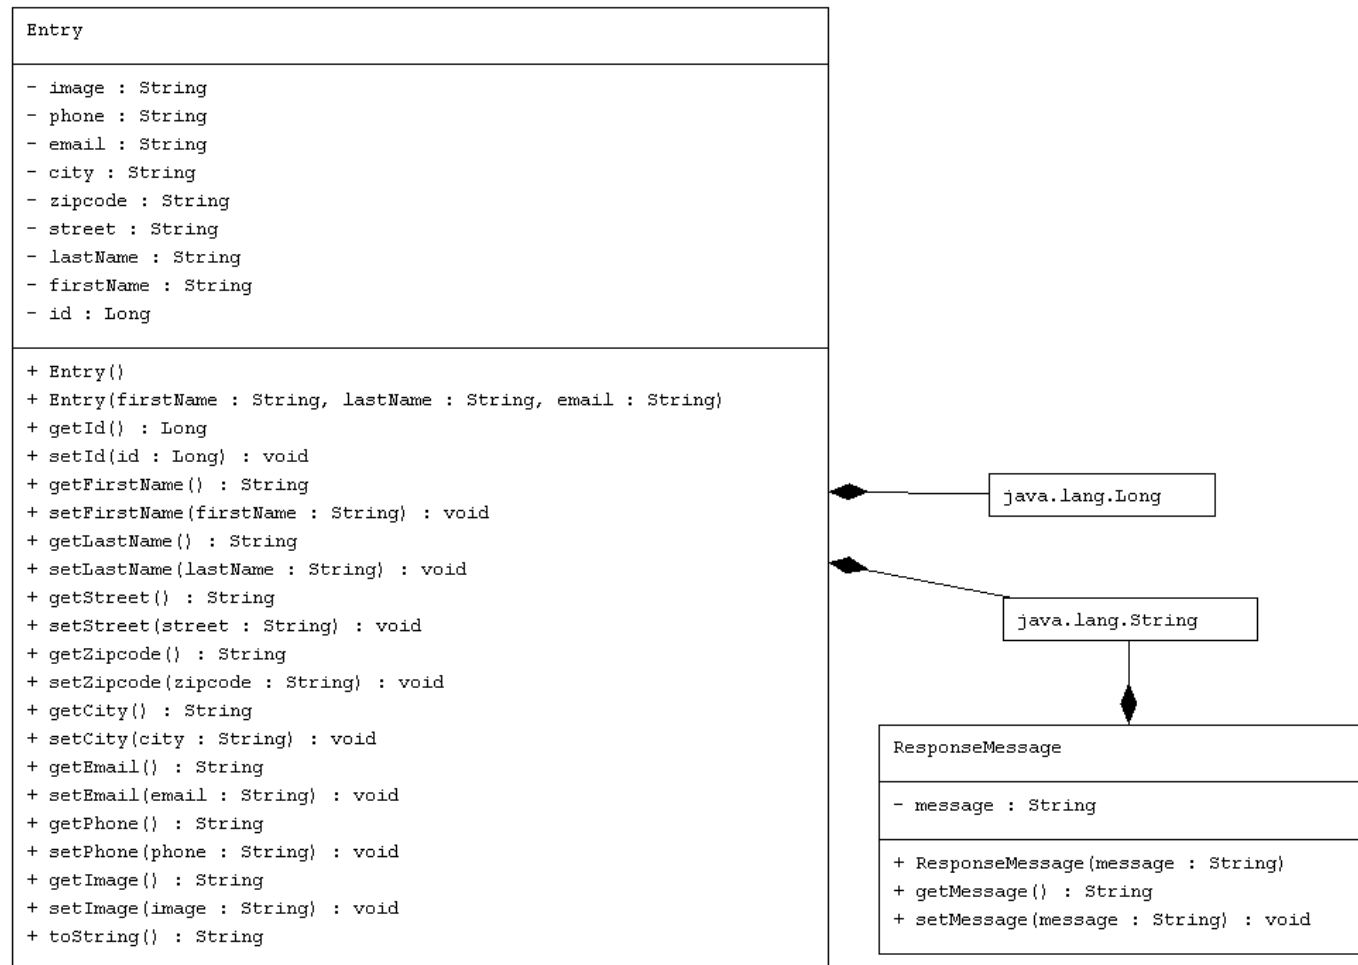 Entry
- image : String
- phone : String
- email : String
- city : String
- zipcode : String
- street : String
- lastName : String
- firstName : String
- id : Long
+ Entry()
+ Entry(firstName : String, lastName : String, email : String)
+ getId() : Long
+ setId(id : Long) : void
+ getFirstName() : String
+ setFirstName(firstName : String) : void
+ getLastName() : String
+ setLastName(lastName : String) : void
+ getStreet() : String
+ setStreet(street : String) : void
+ getZipcode() : String
+ setZipcode(zipcode : String) : void
+ getCity() : String
+ setCity(city : String) : void
+ getEmail() : String
+ setEmail(email : String) : void
+ getPhone() : String
+ setPhone(phone : String) : void
+ getImage() : String
+ setImage(image : String) : void
+ toString() : String
java.lang.Long
java.lang.String
ResponseMessage
- message : String
+ ResponseMessage(message : String)
+ getMessage() : String
+ setMessage(message : String) : void